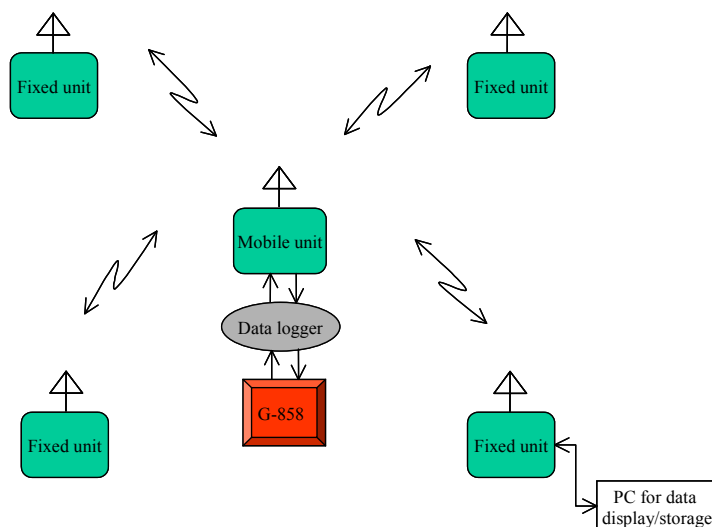 Fixed unit
Fixed unit
Mobile unit
Data logger
G-858
Fixed unit
Fixed unit
PC for data
display/storage